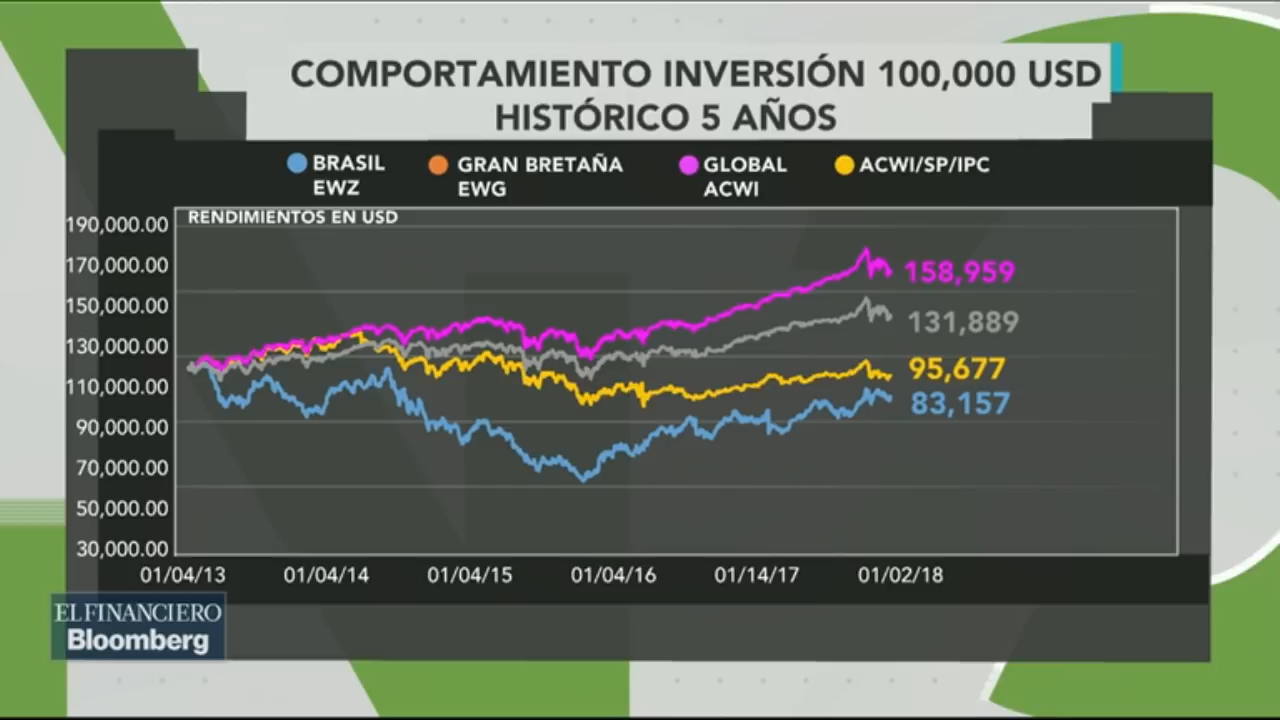 COMPORTAMIENTO INVERSIÓN 100,000 USD
HISTÓRICO 5 AÑOS
BRASIL EWZ
GRAN BRETAÑA EWG
GLOBAL ACWI
ACWI/SP/IPC
RENDIMIENTOS EN USD
190,000.00
170,000.00
150,000.00
130,000.00
110,000.00
90,000.00
70,000.00
50,000.00
30,000.00
158,959
131,889
95,677
83,157
01/04/13
01/04/14
01/04/15
01/04/16
01/14/17
01/02/18
EL FINANCIERO
Bloomberg